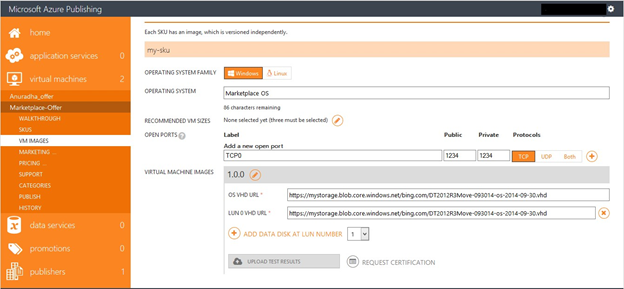 Microsoft Azure Publishing
home
application services 0
virtual machines 2
Anuradha_offer
Marketplace-Offer
WALKTHROUGH
SKUS
VM IMAGES
MARKETING ...
PRICING ...
SUPPORT
CATEGORIES
PUBLISH
HISTORY
data services 0
promotions 0
publishers 1
Each SKU has an image, which is versioned independently.
my-sku
OPERATING SYSTEM FAMILY Windows Linux
OPERATING SYSTEM Marketplace OS
86 characters remaining
RECOMMENDED VM SIZES None selected yet (three must be selected)
OPEN PORTS ? Label Public Private Protocols
Add a new open port
TCP0 1234 1234 TCP UDP Both
VIRTUAL MACHINE IMAGES 1.0.0
OS VHD URL * https://mystorage.blob.core.windows.net/bing.com/DT2012R3Move-093014-os-2014-09-30.vhd
LUN 0 VHD URL * https://mystorage.blob.core.windows.net/bing.com/DT2012R3Move-093014-os-2014-09-30.vhd
ADD DATA DISK AT LUN NUMBER 1
UPLOAD TEST RESULTS REQUEST CERTIFICATION